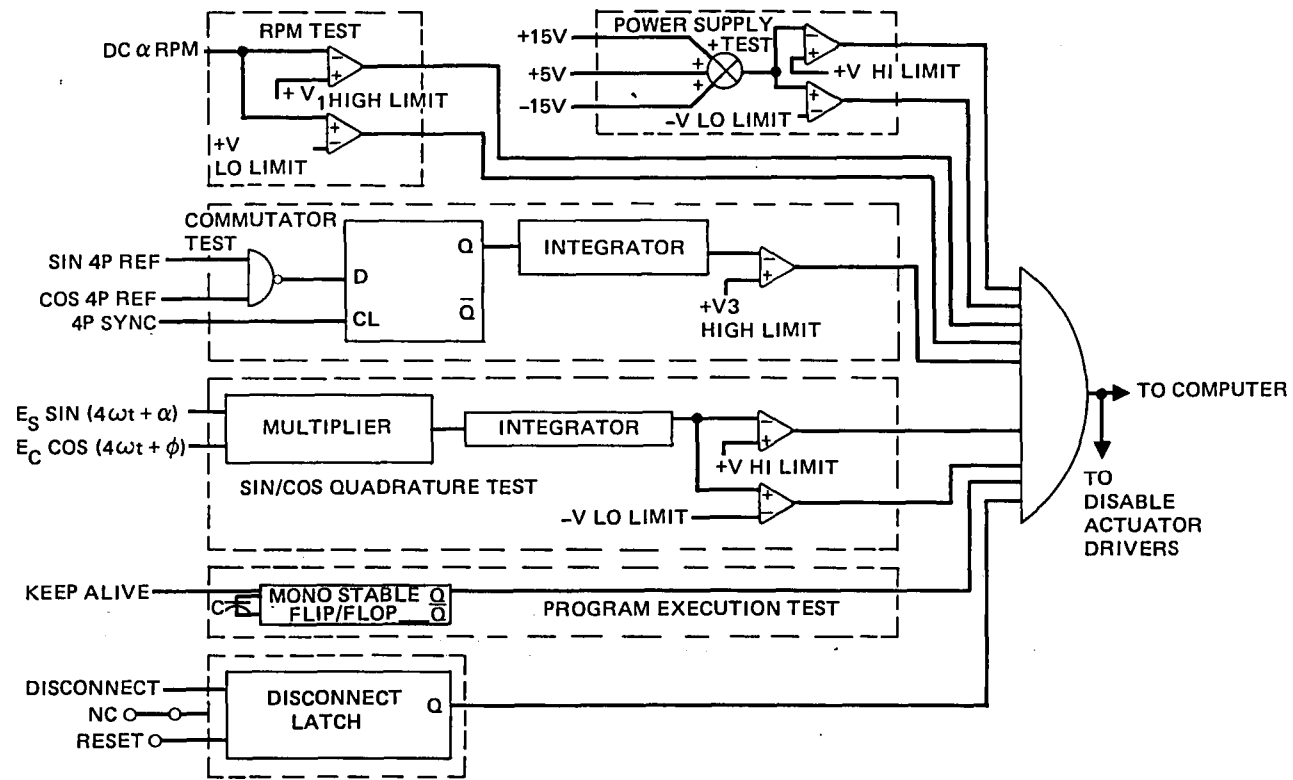 RPM TEST
DC α RPM
−
+
+ V1 HIGH LIMIT
+
−
+V
LO LIMIT
POWER SUPPLY
+ TEST
+15V
+5V
+
−15V
+
−
+
+V HI LIMIT
+
−
−V LO LIMIT
COMMUTATOR
TEST
SIN 4P REF
COS 4P REF
4P SYNC
D
CL
Q
Q̅
INTEGRATOR
−
+
+V3
HIGH LIMIT
ES SIN (4ωt + α)
EC COS (4ωt + ϕ)
MULTIPLIER
INTEGRATOR
−
+
+V HI LIMIT
SIN/COS QUADRATURE TEST
+
−
−V LO LIMIT
TO COMPUTER
TO
DISABLE
ACTUATOR
DRIVERS
KEEP ALIVE
C
MONO STABLE Q
FLIP/FLOP Q̅
PROGRAM EXECUTION TEST
DISCONNECT
NC
RESET
DISCONNECT
LATCH
Q